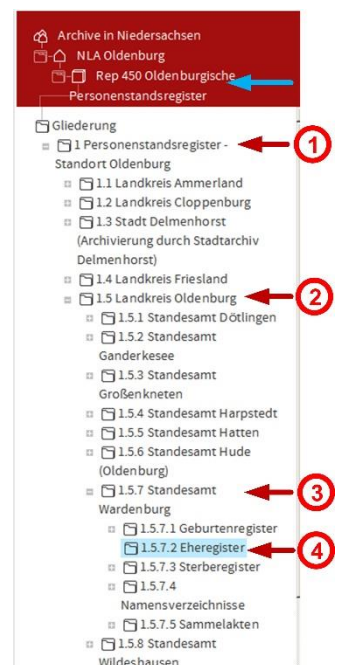 Archive in Niedersachsen
NLA Oldenburg
Rep 450 Oldenburgische
Personenstandsregister
Gliederung
1 Personenstandsregister -
Standort Oldenburg
1
1.1 Landkreis Ammerland
1.2 Landkreis Cloppenburg
1.3 Stadt Delmenhorst
(Archivierung durch Stadtarchiv
Delmenhorst)
1.4 Landkreis Friesland
1.5 Landkreis Oldenburg
2
1.5.1 Standesamt Dötlingen
1.5.2 Standesamt
Ganderkesee
1.5.3 Standesamt
Großenkneten
1.5.4 Standesamt Harpstedt
1.5.5 Standesamt Hatten
1.5.6 Standesamt Hude
(Oldenburg)
1.5.7 Standesamt
3
Wardenburg
1.5.7.1 Geburtenregister
1.5.7.2 Eheregister
4
1.5.7.3 Sterberegister
1.5.7.4
Namensverzeichnisse
1.5.7.5 Sammelakten
1.5.8 Standesamt
Wildeshausen